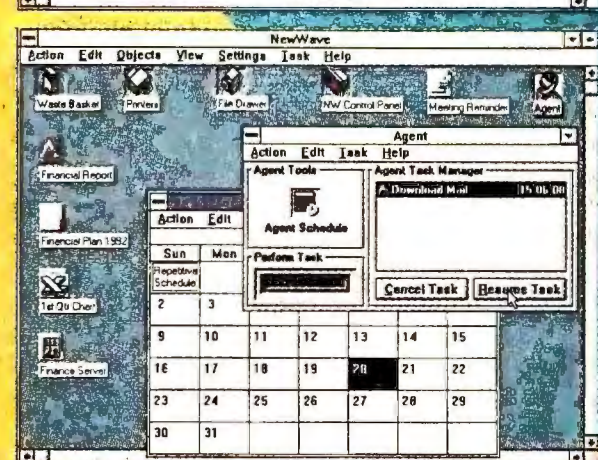 NewWave
Action Edit Objects View Settings Task Help
Waste Basket
Printers
File Drawer
NW Control Panel
Meeting Reminder
Agent
Financial Report
Financial Plan 1992
1st Qtr Chart
Finance Server
Agent
Action Edit Task Help
Agent Tools
Agent Schedule
Perform Task
Agent Task Manager
Download Mail 15:06:00
Cancel Task
Resume Task
Action Edit
Sun Mon
Repetitive
Schedule
2 3
9 10 11 12 13 14 15
16 17 18 19 20 21 22
23 24 25 26 27 28 29
30 31